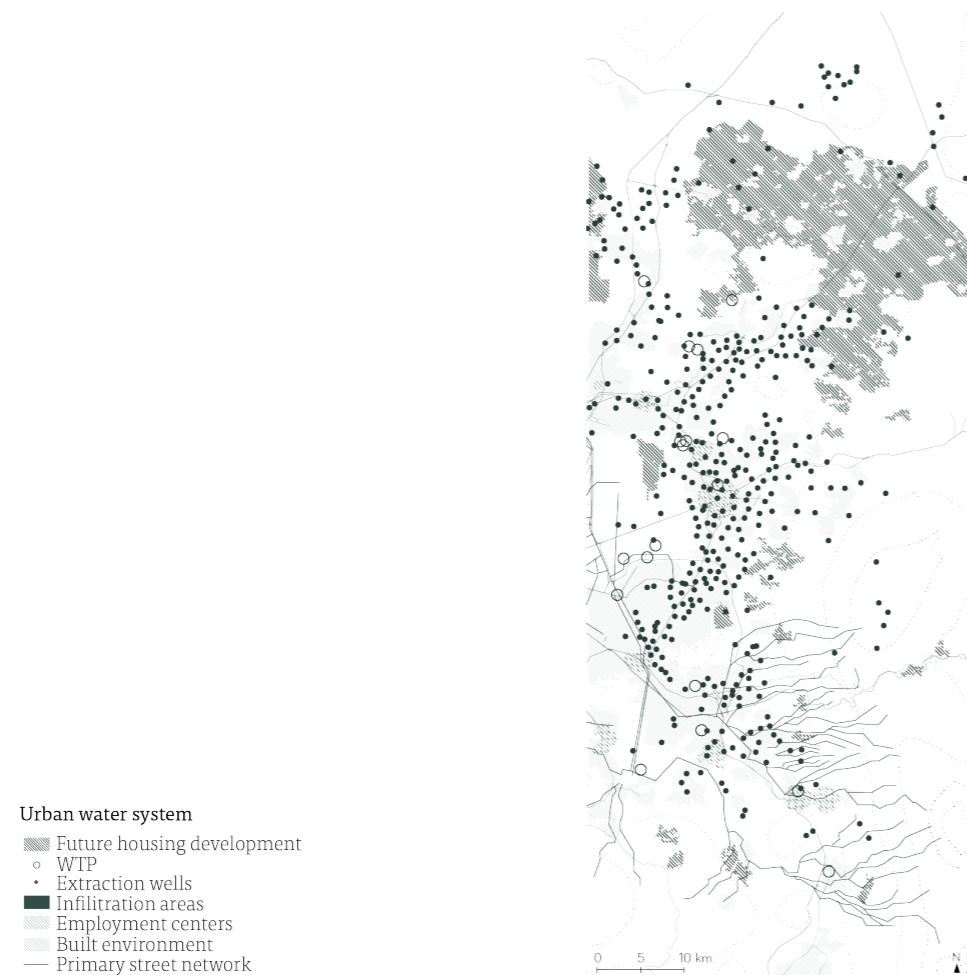 Urban water system
Future housing development
WTP
Extraction wells
Infilitration areas
Employment centers
Built environment
Primary street network
0 5 10 km
N